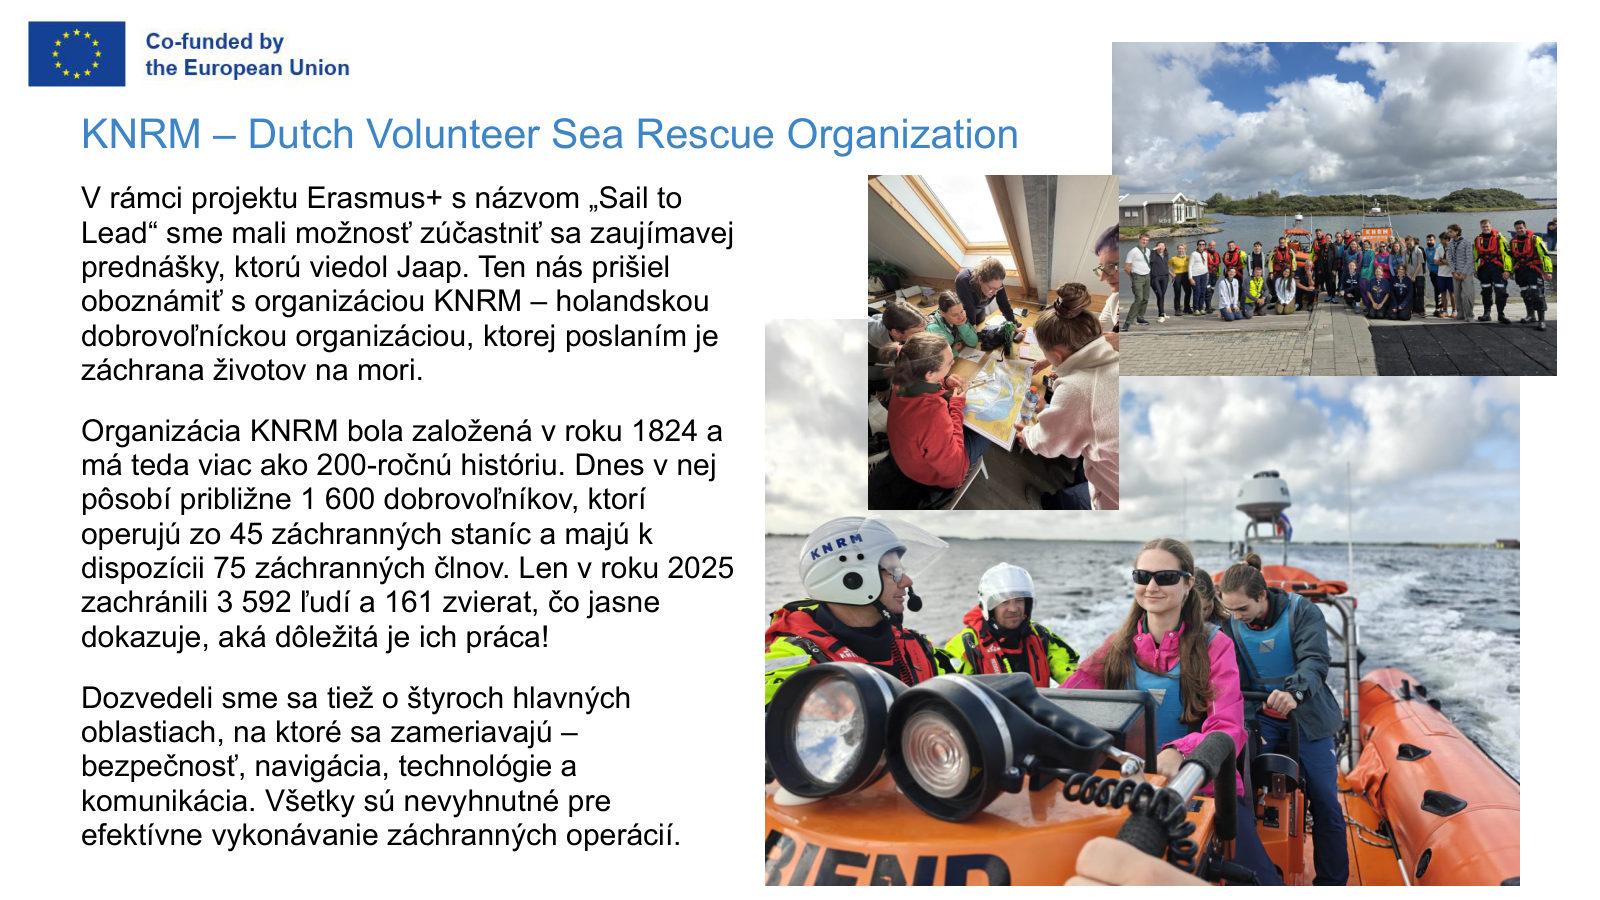 Co-funded by
the European Union
KNRM – Dutch Volunteer Sea Rescue Organization
V rámci projektu Erasmus+ s názvom „Sail to
Lead“ sme mali možnosť zúčastniť sa zaujímavej
prednášky, ktorú viedol Jaap. Ten nás prišiel
oboznámiť s organizáciou KNRM – holandskou
dobrovoľníckou organizáciou, ktorej poslaním je
záchrana životov na mori.
Organizácia KNRM bola založená v roku 1824 a
má teda viac ako 200-ročnú históriu. Dnes v nej
pôsobí približne 1 600 dobrovoľníkov, ktorí
operujú zo 45 záchranných staníc a majú k
dispozícii 75 záchranných člnov. Len v roku 2025
zachránili 3 592 ľudí a 161 zvierat, čo jasne
dokazuje, aká dôležitá je ich práca!
Dozvedeli sme sa tiež o štyroch hlavných
oblastiach, na ktoré sa zameriavajú –
bezpečnosť, navigácia, technológie a
komunikácia. Všetky sú nevyhnutné pre
efektívne vykonávanie záchranných operácií.
KNRM
KNRM